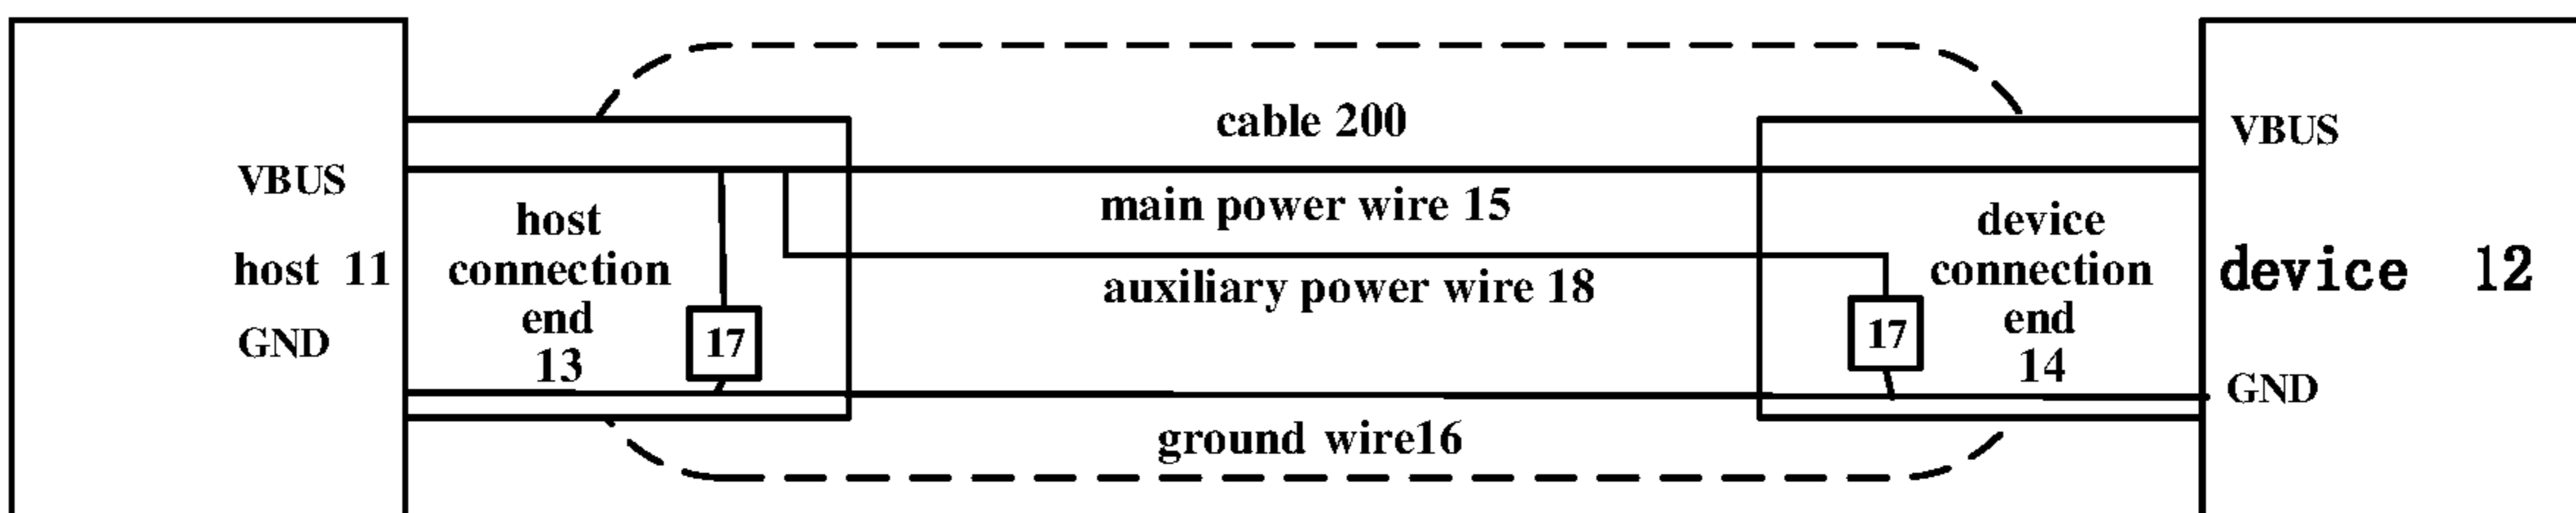 cable 200
VBUS
VBUS
main power wire 15
host
connection
end
13
device
connection
end
14
host 11
device 12
auxiliary power wire 18
17
17
GND
GND
ground wire16